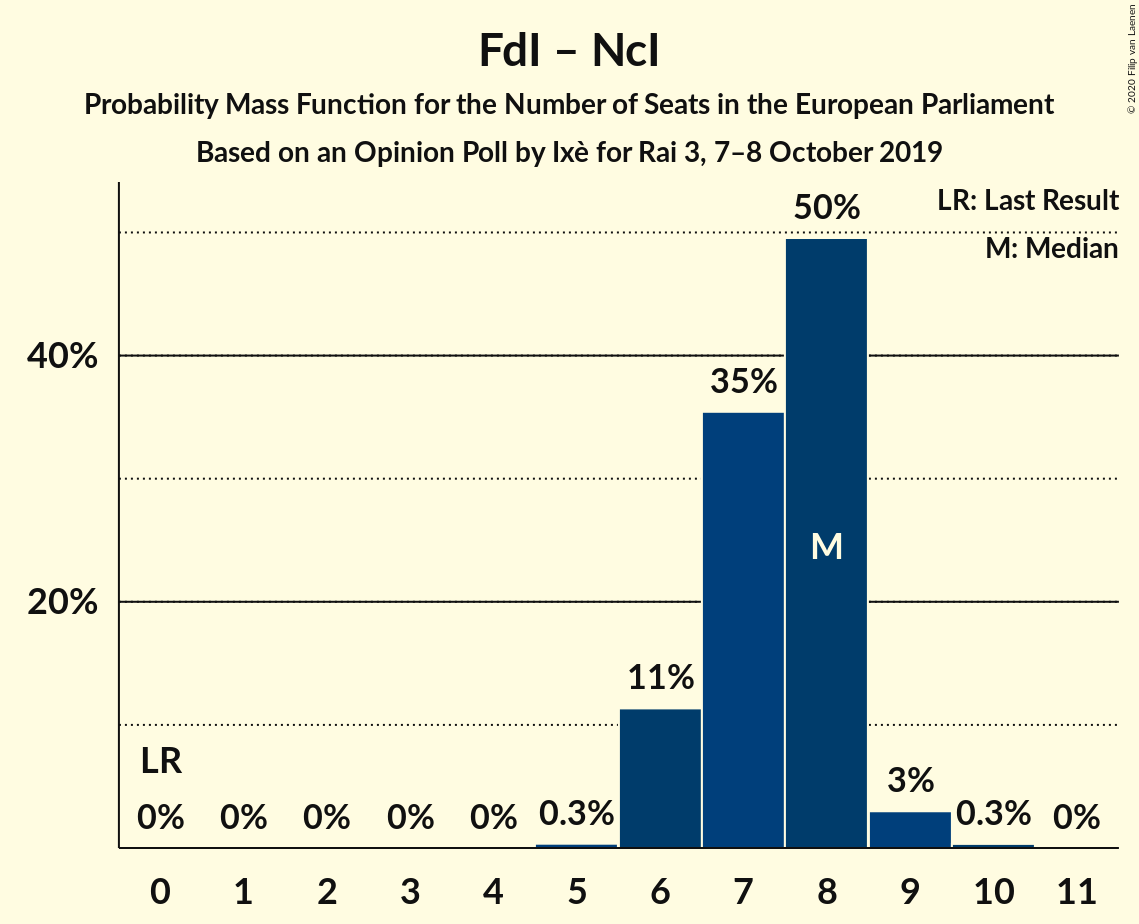 FdI – NcI
Probability Mass Function for the Number of Seats in the European Parliament
Based on an Opinion Poll by Ixè for Rai 3, 7–8 October 2019
© 2020 Filip van Laenen
LR: Last Result
M: Median
50%
40%
35%
M
20%
11%
LR
0% 0% 0% 0% 0% 0.3% 3% 0.3% 0%
0 1 2 3 4 5 6 7 8 9 10 11